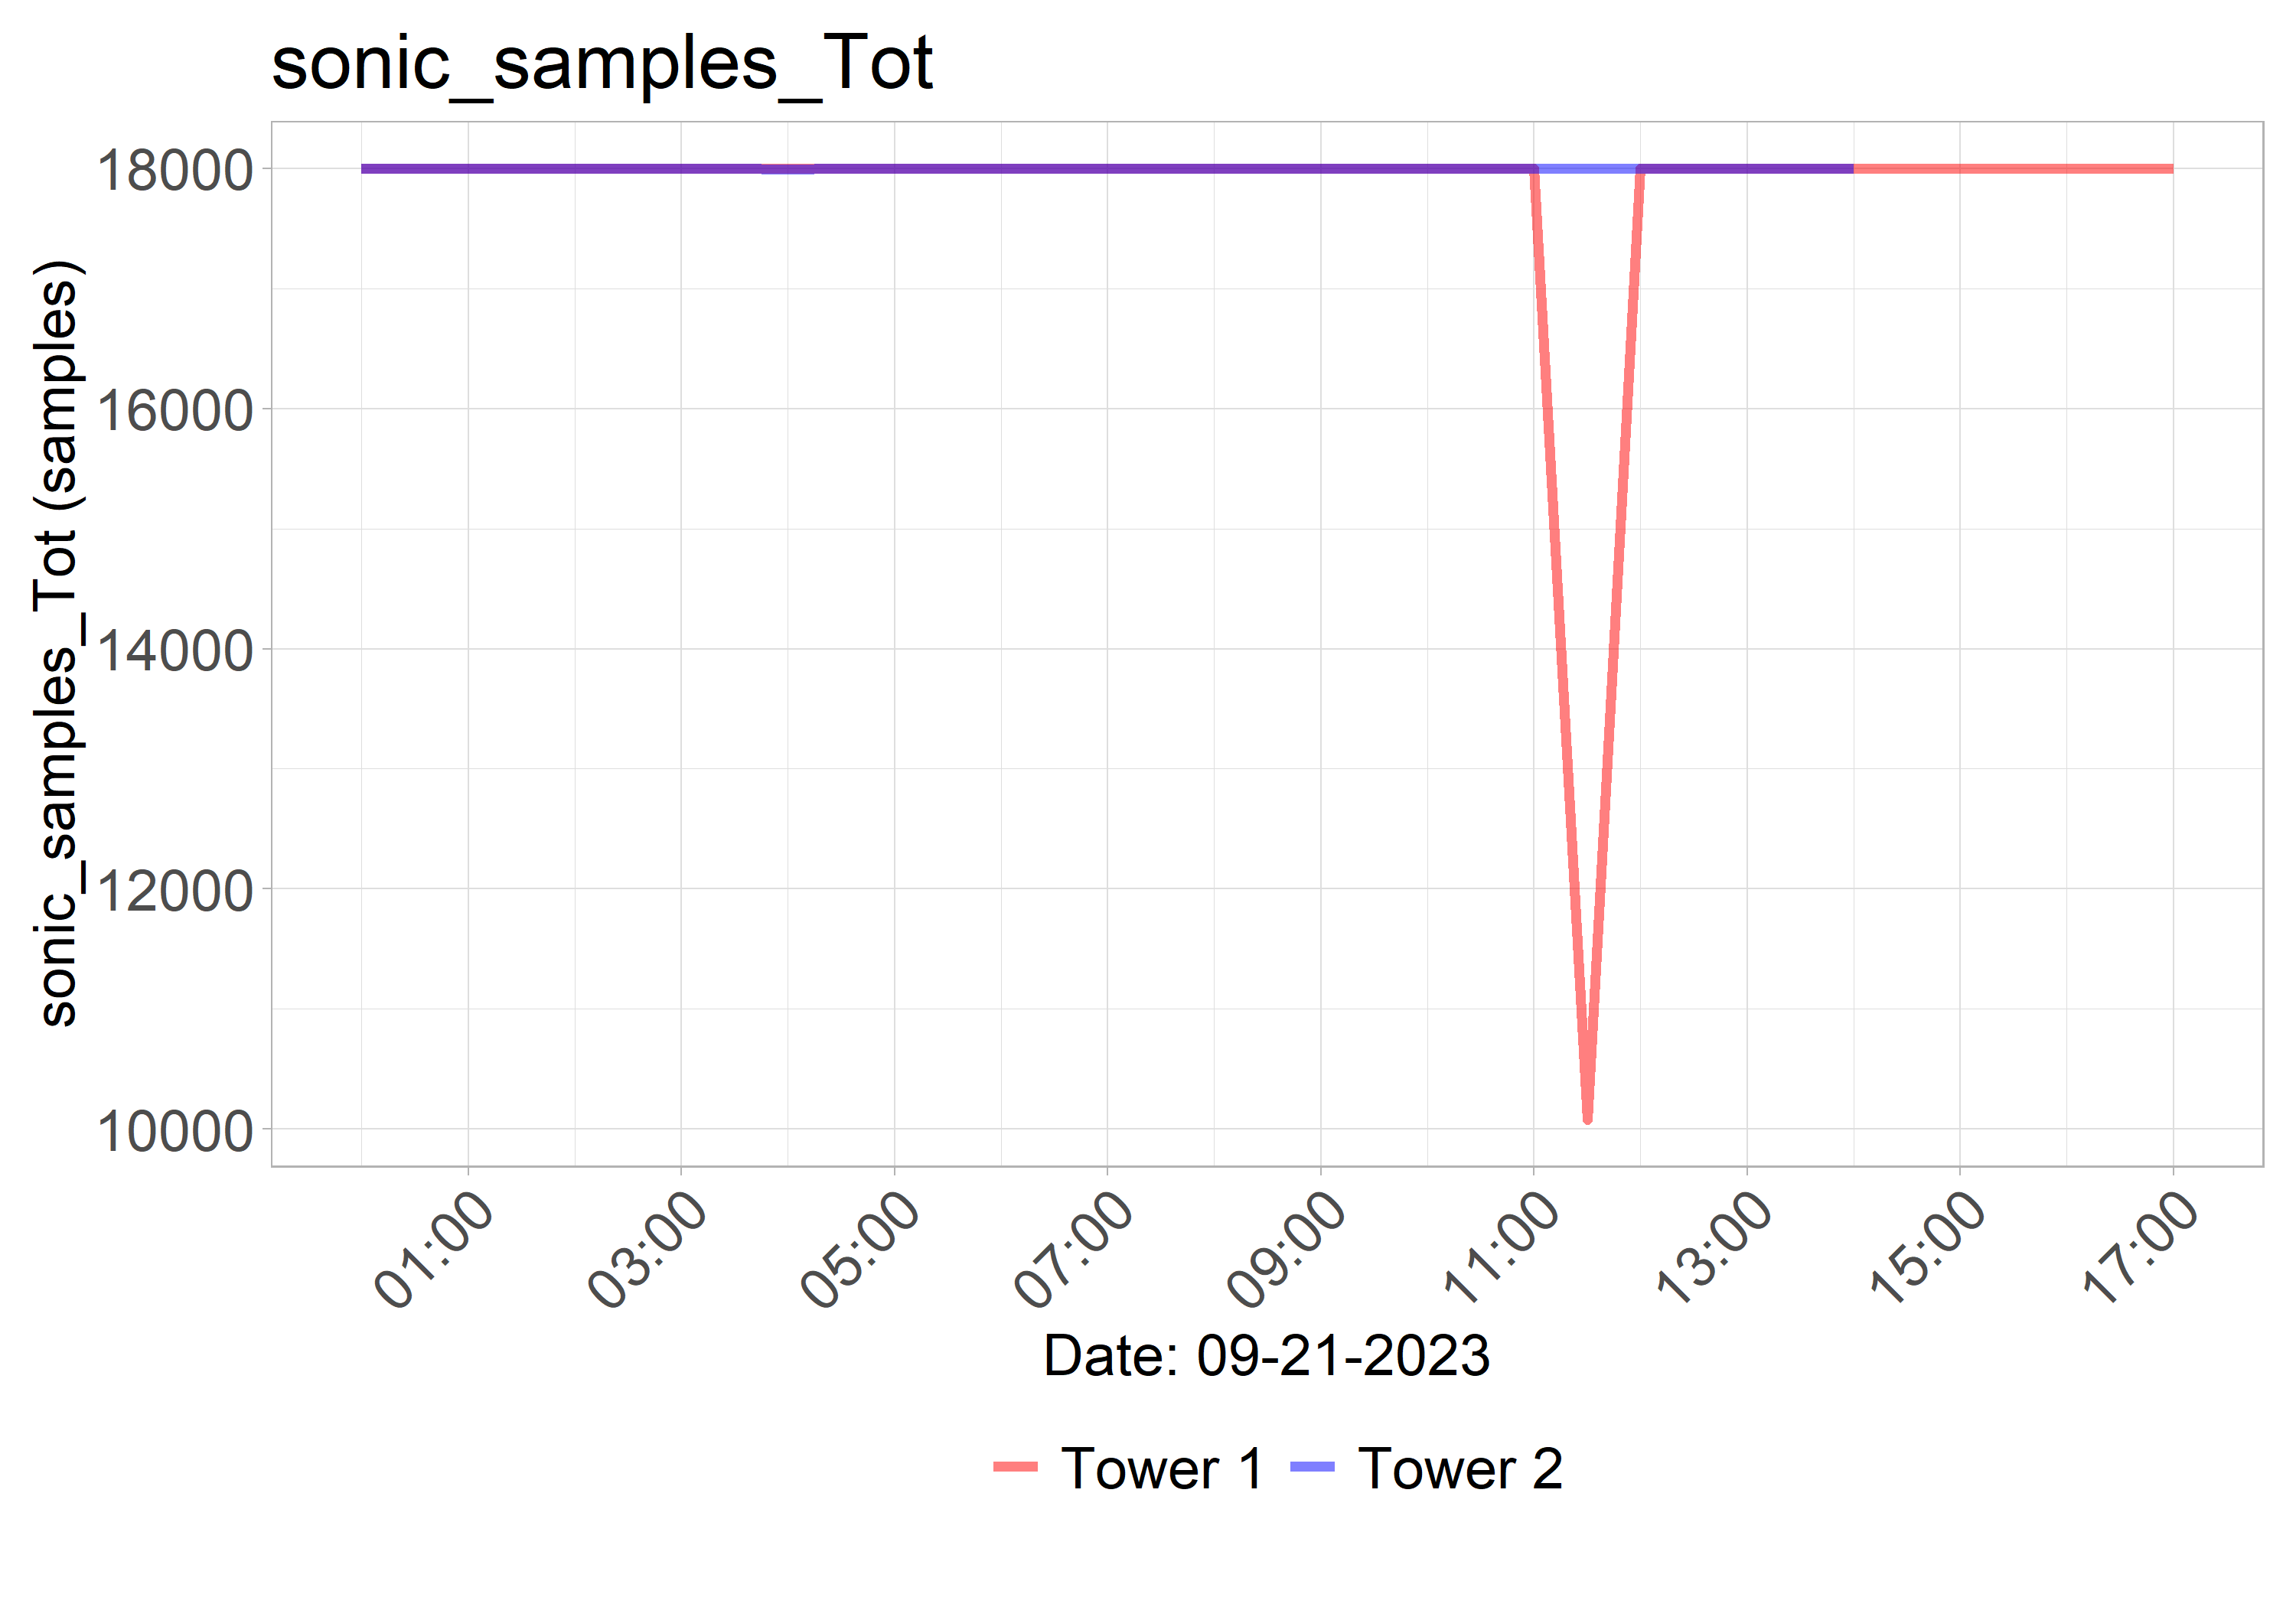 sonic_samples_Tot
sonic_samples_Tot (samples)
18000
16000
14000
12000
10000
01:00 03:00 05:00 07:00 09:00 11:00 13:00 15:00 17:00
Date: 09-21-2023
Tower 1 Tower 2